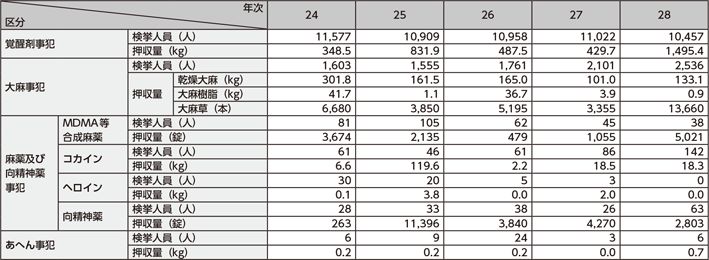 年次
区分 24 25 26 27 28
覚醒剤事犯 検挙人員（人） 11,577 10,909 10,958 11,022 10,457
押収量（kg） 348.5 831.9 487.5 429.7 1,495.4
大麻事犯 検挙人員（人） 1,603 1,555 1,761 2,101 2,536
押収量 乾燥大麻（kg） 301.8 161.5 165.0 101.0 133.1
大麻樹脂（kg） 41.7 1.1 36.7 3.9 0.9
大麻草（本） 6,680 3,850 5,195 3,355 13,660
麻薬及び
向精神薬
事犯
MDMA等
合成麻薬
検挙人員（人） 81 105 62 45 38
押収量（錠） 3,674 2,135 479 1,055 5,021
コカイン 検挙人員（人） 61 46 61 86 142
押収量（kg） 6.6 119.6 2.2 18.5 18.3
ヘロイン 検挙人員（人） 30 20 5 3 0
押収量（kg） 0.1 3.8 0.0 2.0 0.0
向精神薬 検挙人員（人） 28 33 38 26 63
押収量（錠） 263 11,396 3,840 4,270 2,803
あへん事犯 検挙人員（人） 6 9 24 3 6
押収量（kg） 0.2 0.2 0.2 0.0 0.7